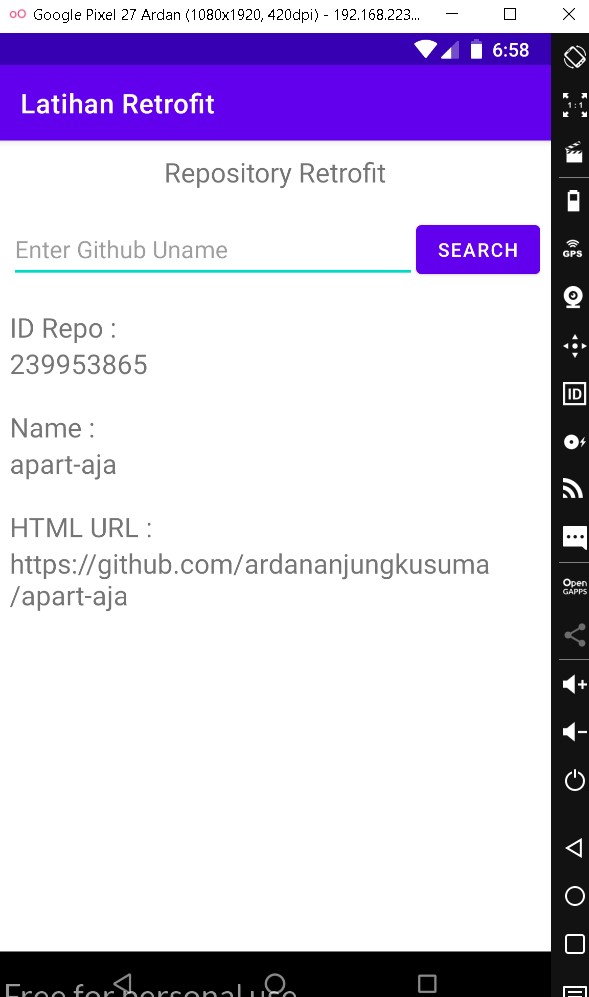 Google Pixel 27 Ardan (1080x1920, 420dpi) - 192.168.223...
6:58
Latihan Retrofit
Repository Retrofit
Enter Github Uname
SEARCH
ID Repo :
239953865
Name :
apart-aja
HTML URL :
https://github.com/ardananjungkusuma
/apart-aja
Free for personal use
1:1
GPS
ID
Open
GAPPS